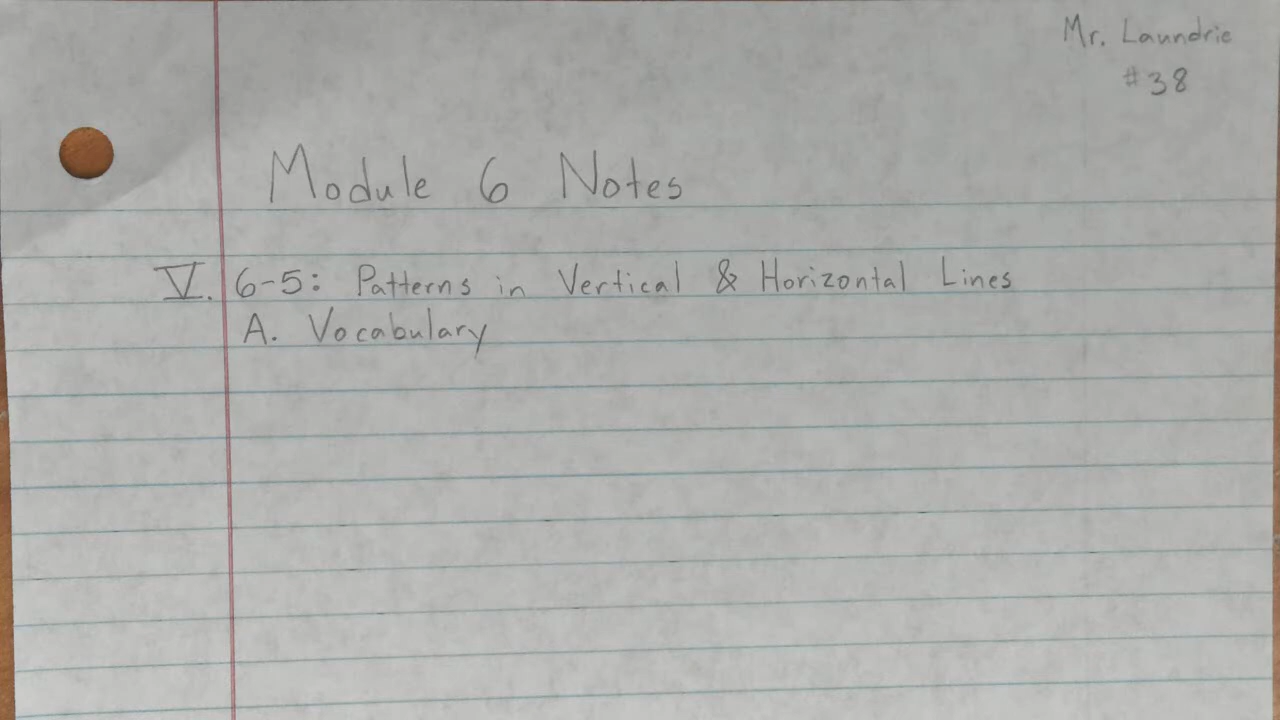 Mr. Laundrie
#38
Module 6 Notes
V. 6-5: Patterns in Vertical & Horizontal Lines
A. Vocabulary